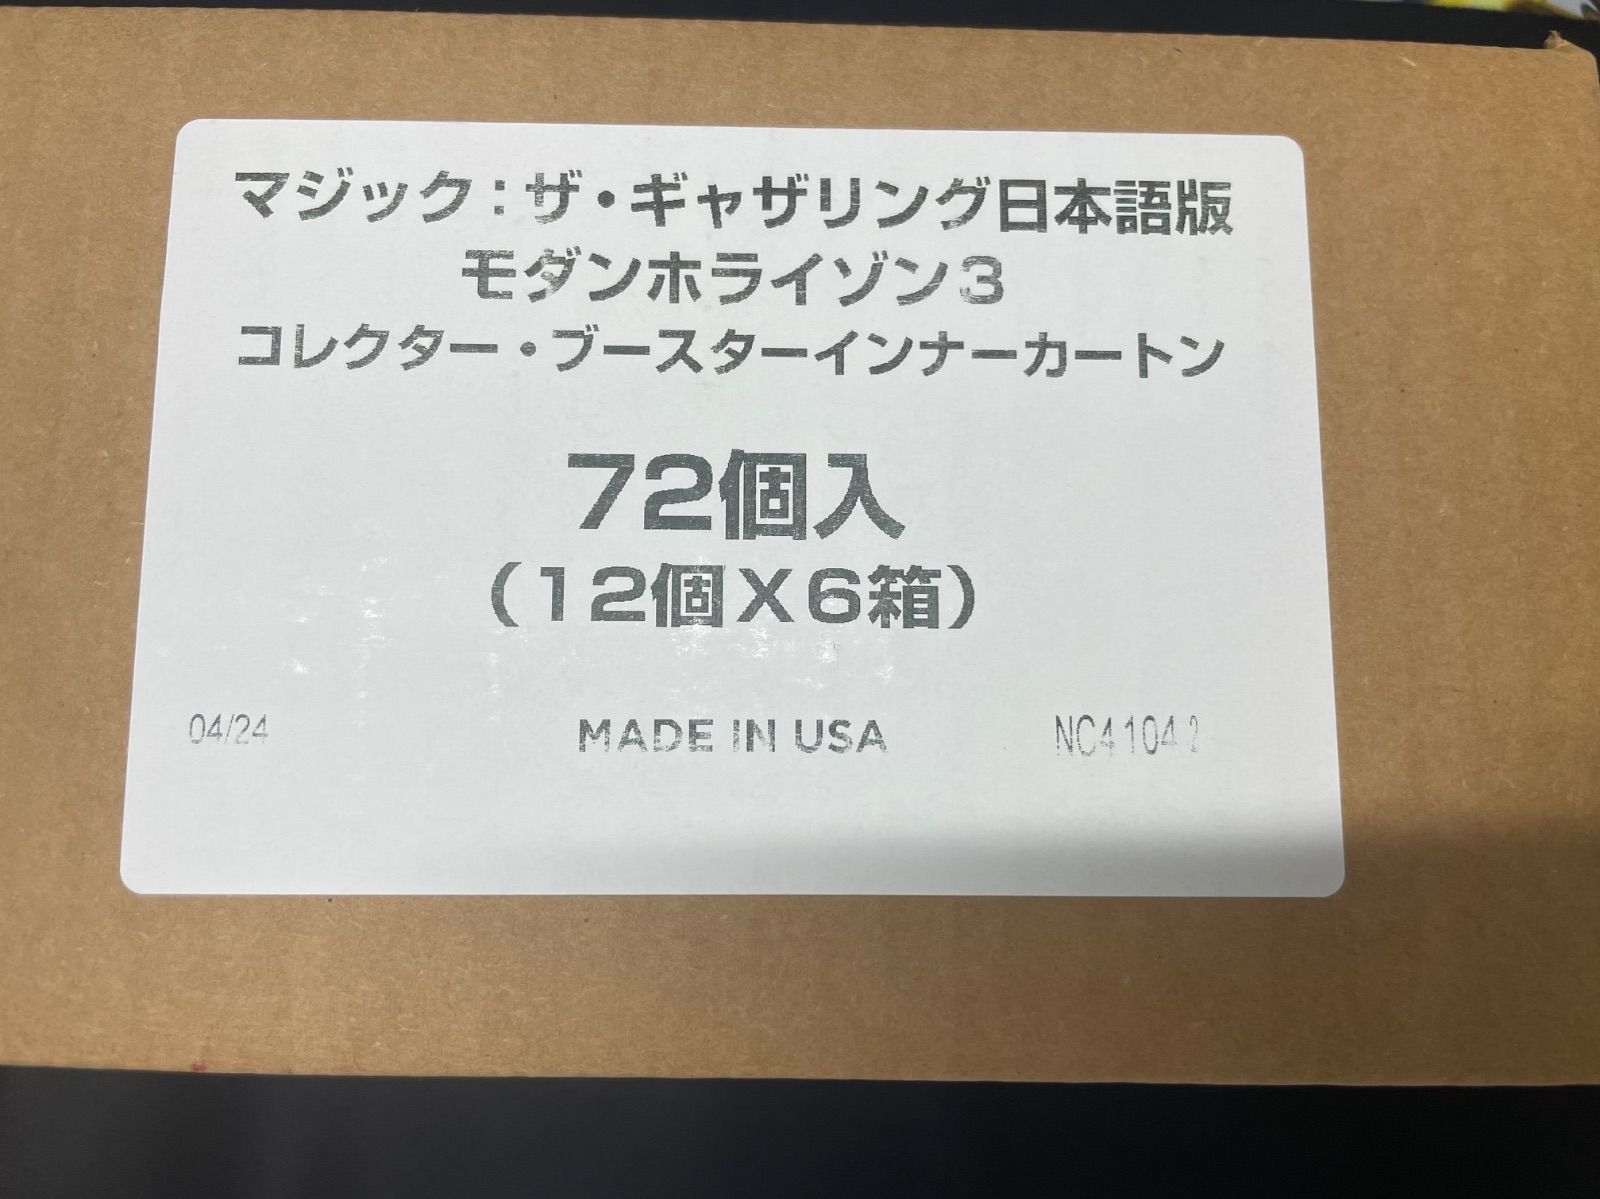 マジック：ザ・ギャザリング日本語版
モダンホライゾン３
コレクター・ブースターインナーカートン
72個入
（１２個Ｘ６箱）
04/24 MADE IN USA NC41042